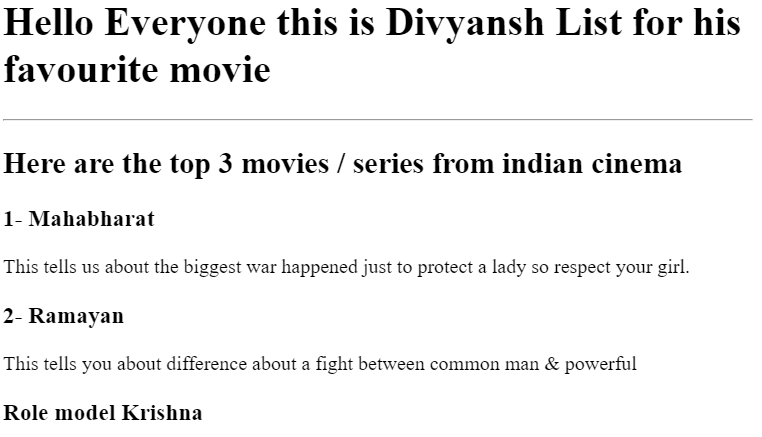 Hello Everyone this is Divyansh List for his
favourite movie
Here are the top 3 movies / series from indian cinema
1- Mahabharat
This tells us about the biggest war happened just to protect a lady so respect your girl.
2- Ramayan
This tells you about difference about a fight between common man & powerful
Role model Krishna